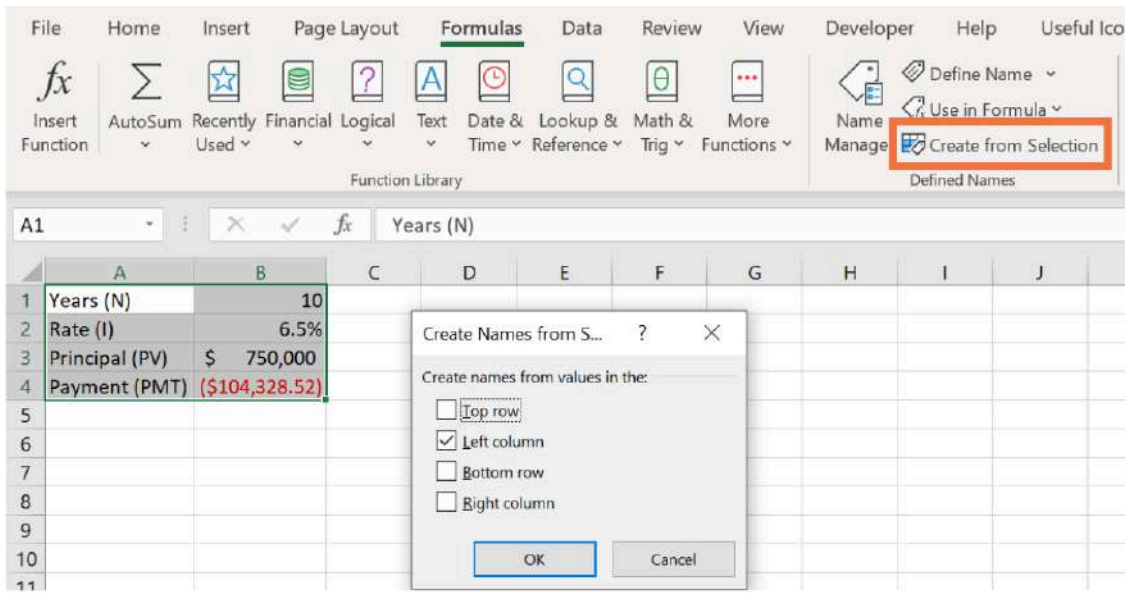 File Home Insert Page Layout Formulas Data Review View Developer Help Useful Ico
fx
Insert Function
AutoSum
Recently Used
Financial
Logical
Text
Date & Time
Lookup & Reference
Math & Trig
More Functions
Name Manage
Define Name
Use in Formula
Create from Selection
Function Library
Defined Names
A1 fx Years (N)
A B C D E F G H I J
1 Years (N) 10
2 Rate (I) 6.5%
3 Principal (PV) $ 750,000
4 Payment (PMT) ($104,328.52)
5
6
7
8
9
10
11
Create Names from S... ?
Create names from values in the:
Top row
Left column
Bottom row
Right column
OK Cancel